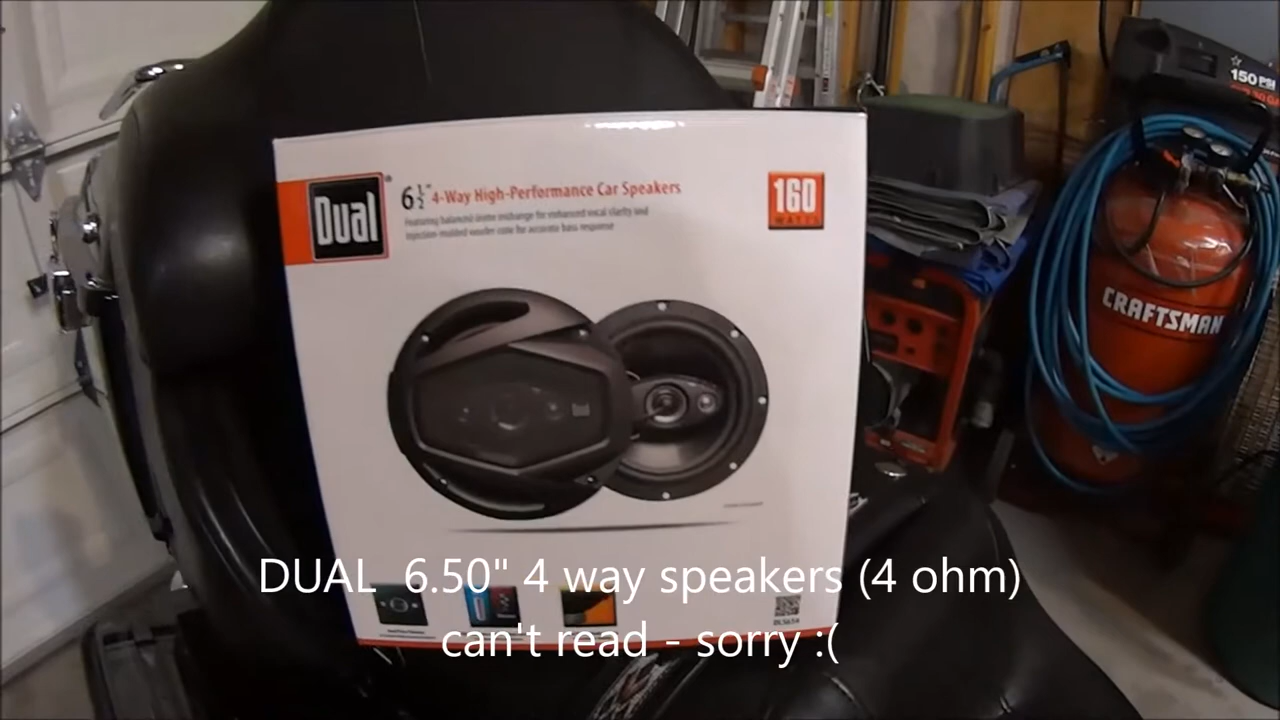 150 PSI
Dual®
6½" 4-Way High-Performance Car Speakers
Featuring balanced dome midrange for enhanced vocal clarity and
injection-molded woofer cone for accurate bass response
160
WATTS
CRAFTSMAN
DUAL 6.50" 4 way speakers (4 ohm)
can't read - sorry :(